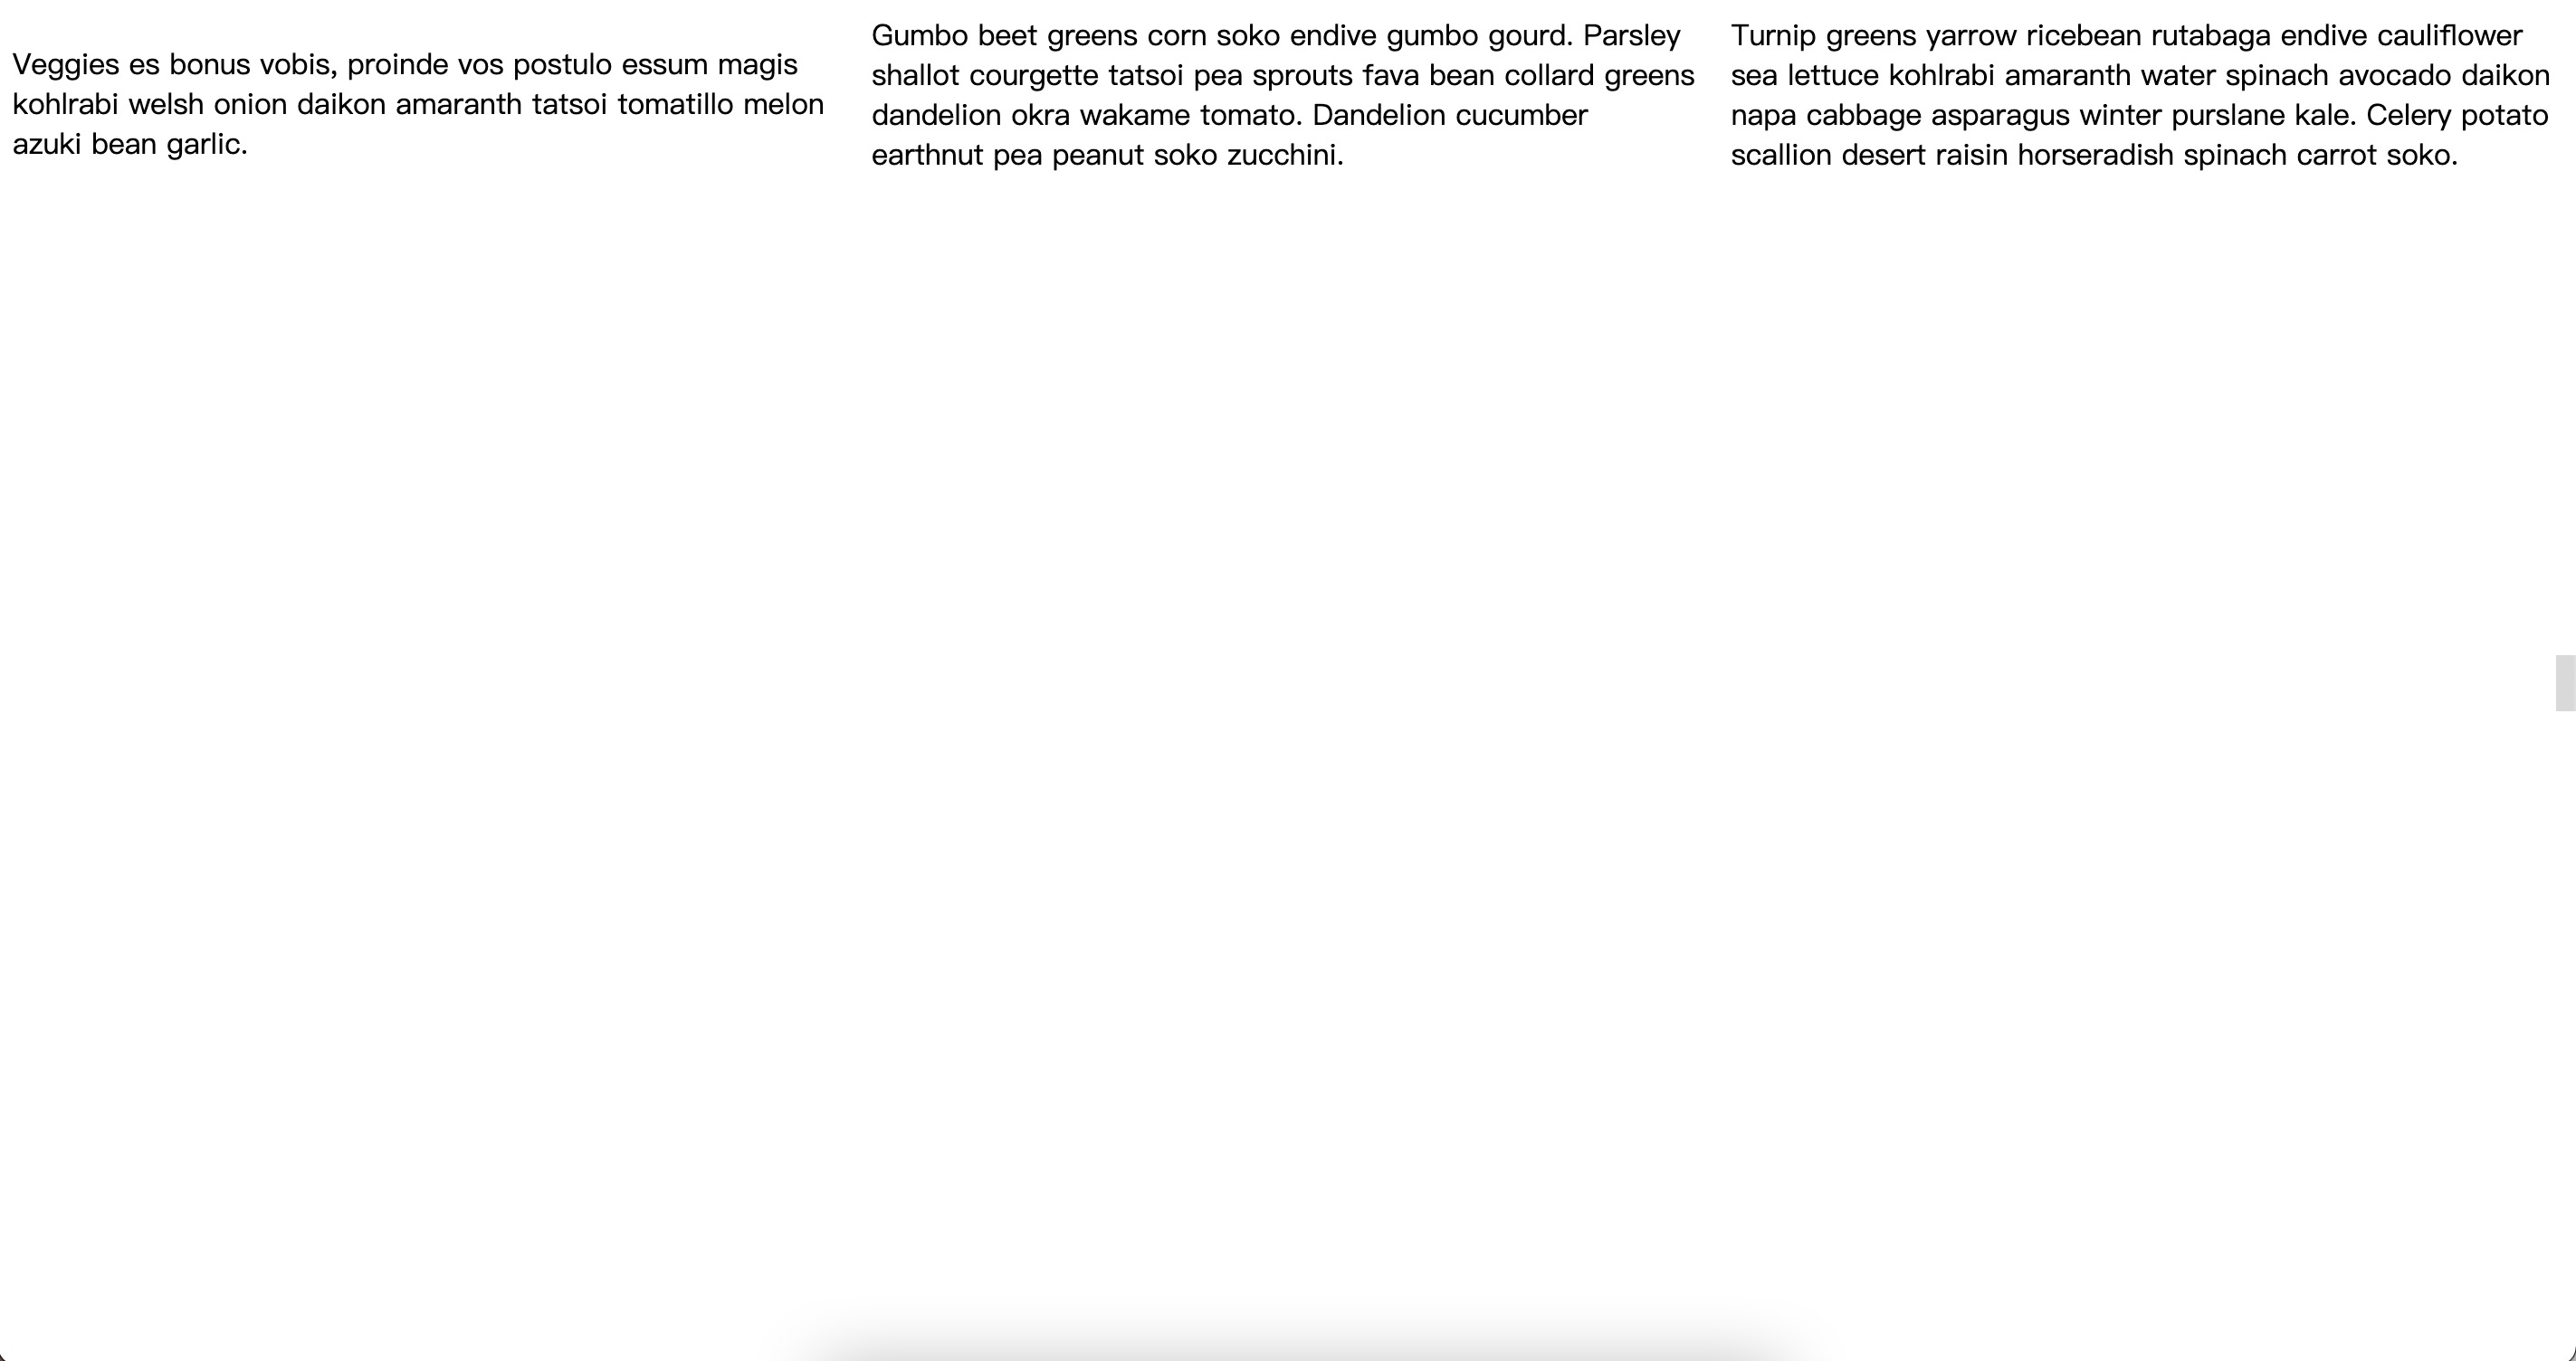 Veggies es bonus vobis, proinde vos postulo essum magis
kohlrabi welsh onion daikon amaranth tatsoi tomatillo melon
azuki bean garlic.
Gumbo beet greens corn soko endive gumbo gourd. Parsley
shallot courgette tatsoi pea sprouts fava bean collard greens
dandelion okra wakame tomato. Dandelion cucumber
earthnut pea peanut soko zucchini.
Turnip greens yarrow ricebean rutabaga endive cauliflower
sea lettuce kohlrabi amaranth water spinach avocado daikon
napa cabbage asparagus winter purslane kale. Celery potato
scallion desert raisin horseradish spinach carrot soko.